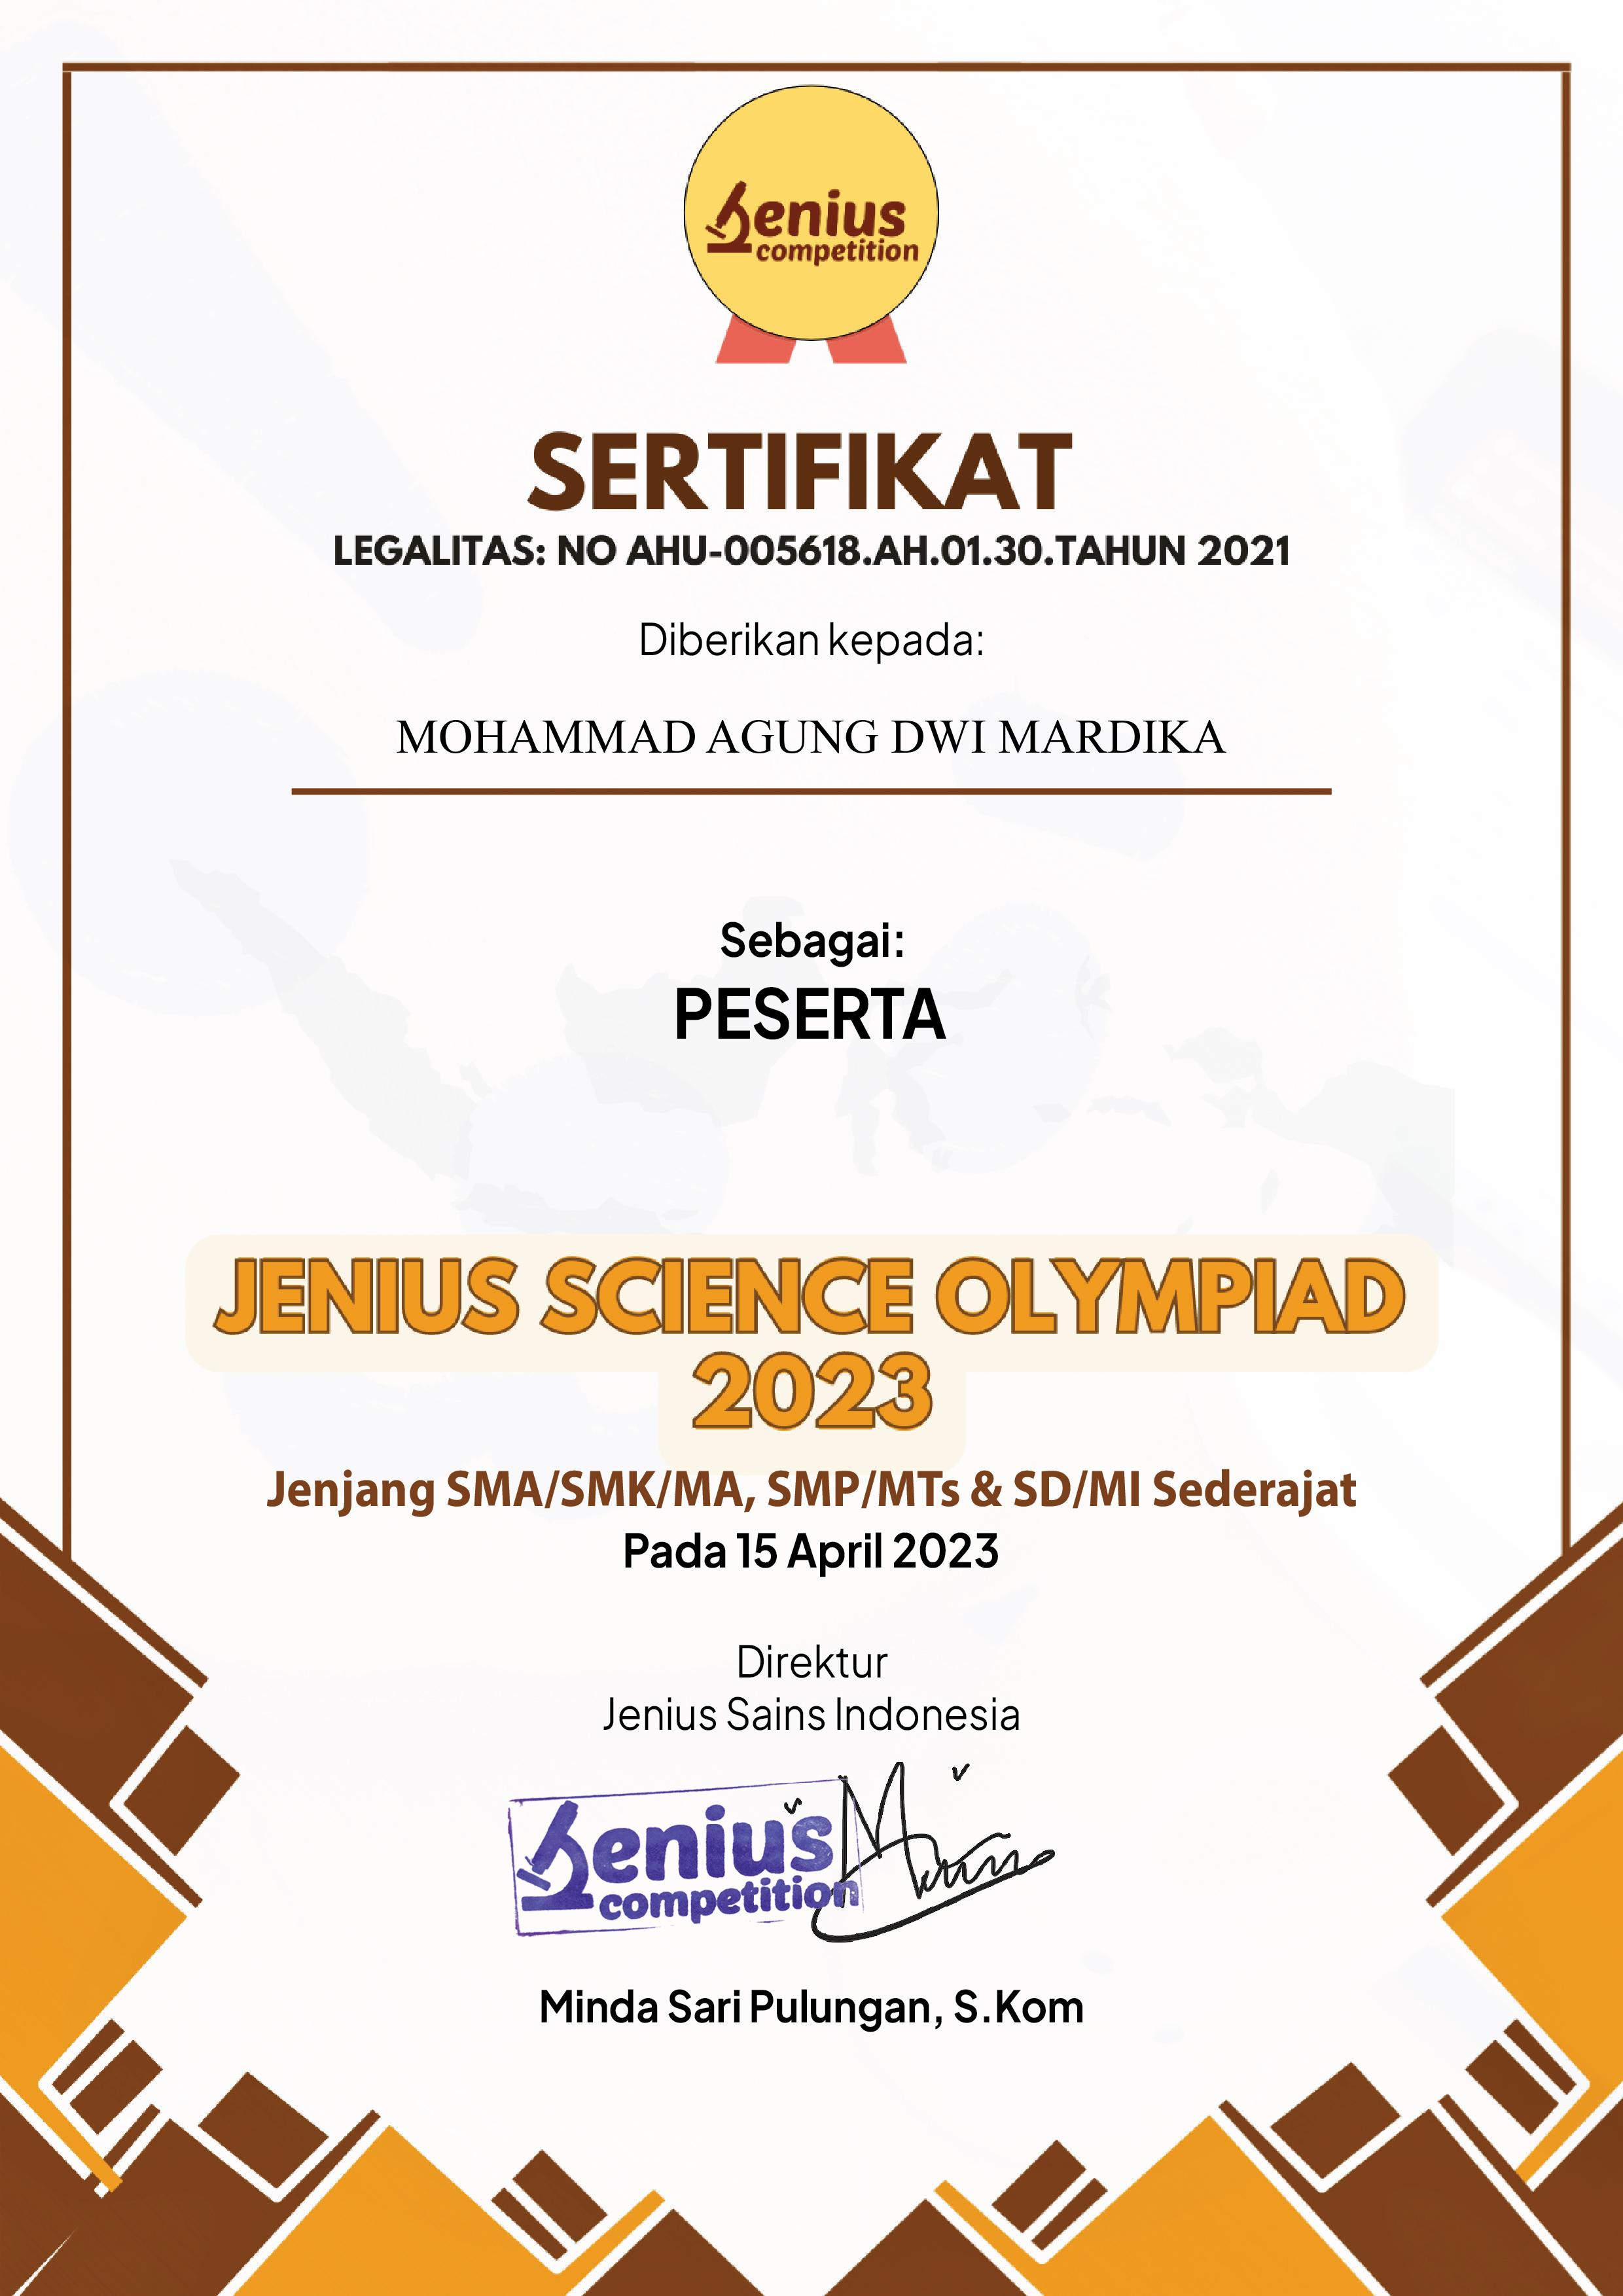 Jenius
competition
SERTIFIKAT
LEGALITAS: NO AHU-005618.AH.01.30.TAHUN 2021
Diberikan kepada:
MOHAMMAD AGUNG DWI MARDIKA
Sebagai:
PESERTA
JENIUS SCIENCE OLYMPIAD
2023
Jenjang SMA/SMK/MA, SMP/MTs & SD/MI Sederajat
Pada 15 April 2023
Direktur
Jenius Sains Indonesia
Jenius
competition
Minda Sari Pulungan, S.Kom